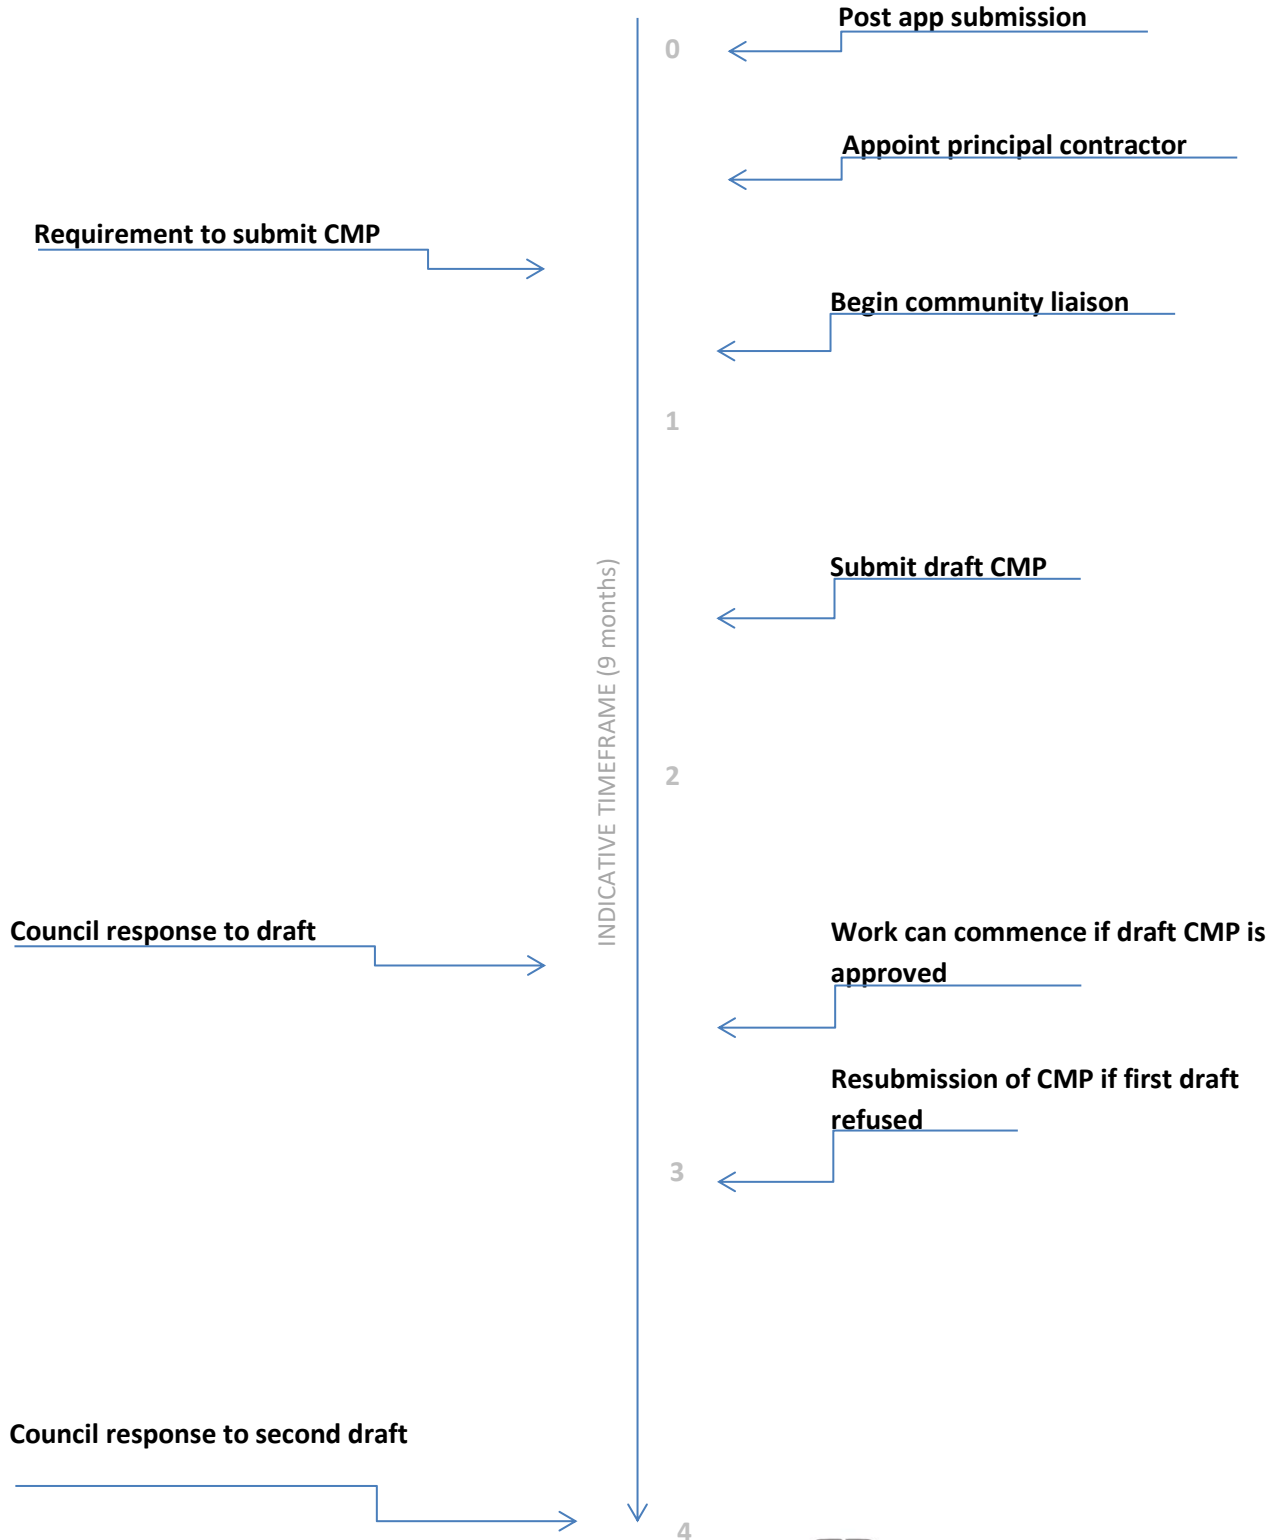 Post app submission
0
Appoint principal contractor
Requirement to submit CMP
Begin community liaison
1
Submit draft CMP
INDICATIVE TIMEFRAME (9 months)
2
Council response to draft
Work can commence if draft CMP is
approved
Resubmission of CMP if first draft
refused
3
Council response to second draft
4